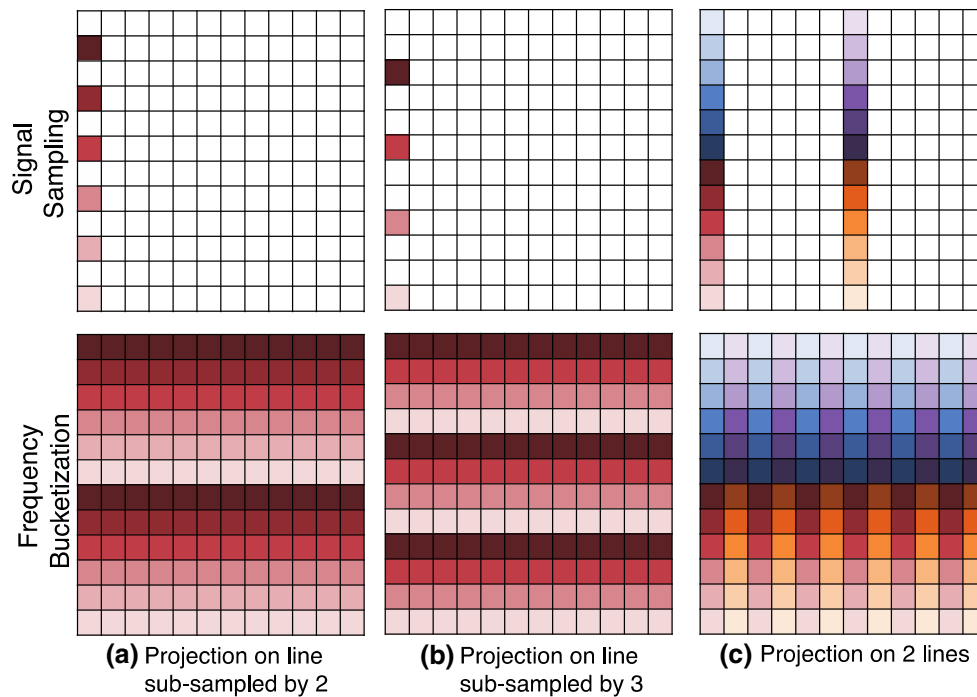 Signal
Sampling
Frequency
Bucketization
(a) Projection on line
sub-sampled by 2
(b) Projection on line
sub-sampled by 3
(c) Projection on 2 lines